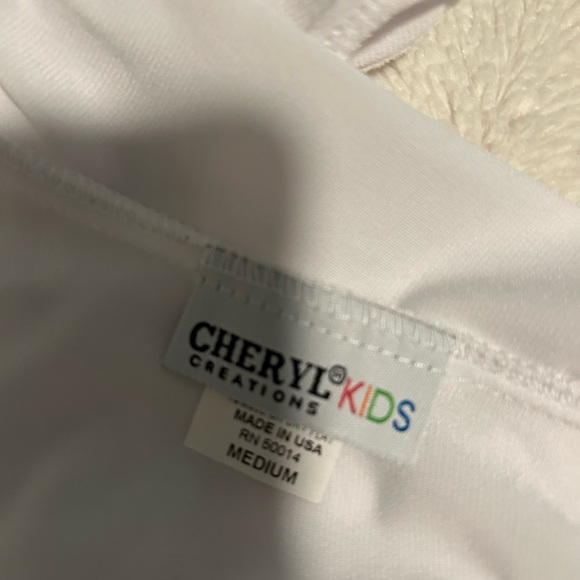 CHERYL® KIDS
CREATIONS
MADE IN USA
RN 50014
MEDIUM